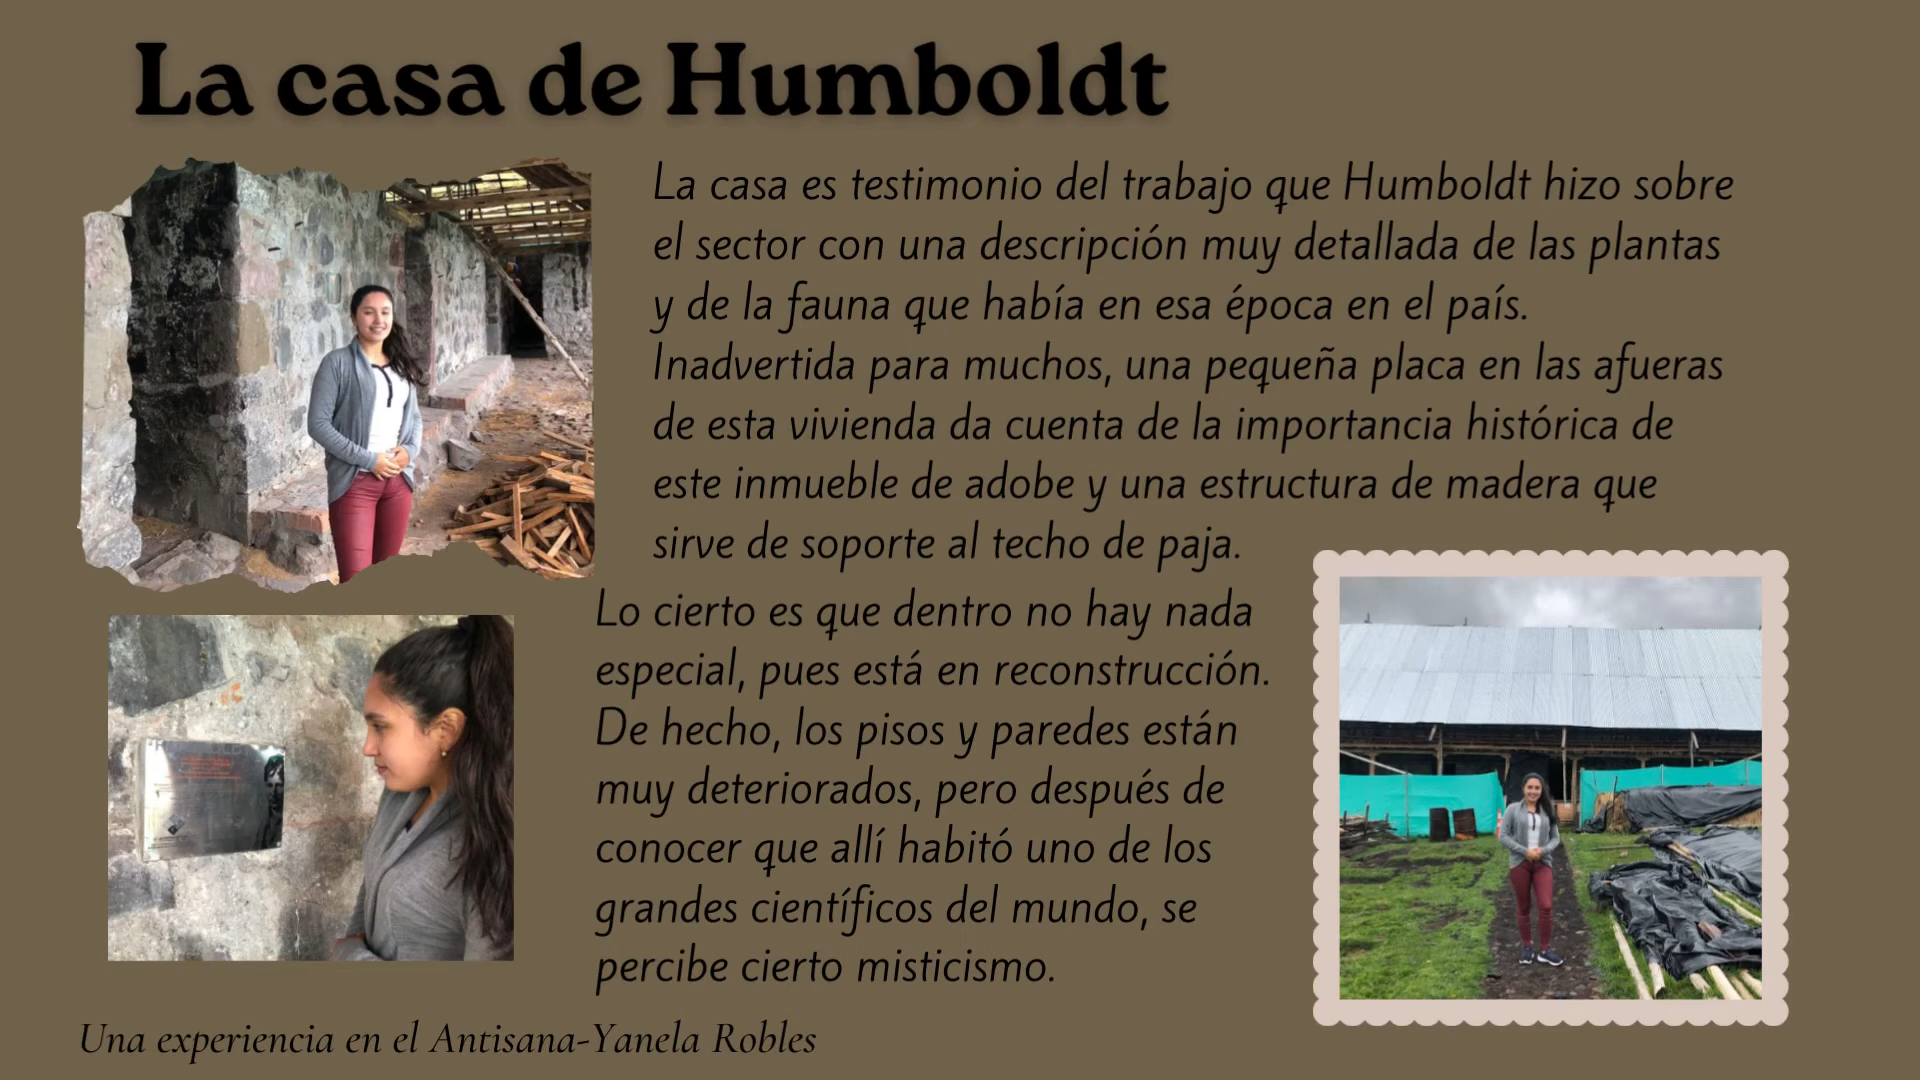 La casa de Humboldt
La casa es testimonio del trabajo que Humboldt hizo sobre
el sector con una descripción muy detallada de las plantas
y de la fauna que había en esa época en el país.
Inadvertida para muchos, una pequeña placa en las afueras
de esta vivienda da cuenta de la importancia histórica de
este inmueble de adobe y una estructura de madera que
sirve de soporte al techo de paja.
Lo cierto es que dentro no hay nada
especial, pues está en reconstrucción.
De hecho, los pisos y paredes están
muy deteriorados, pero después de
conocer que allí habitó uno de los
grandes científicos del mundo, se
percibe cierto misticismo.
Una experiencia en el Antisana-Yanela Robles